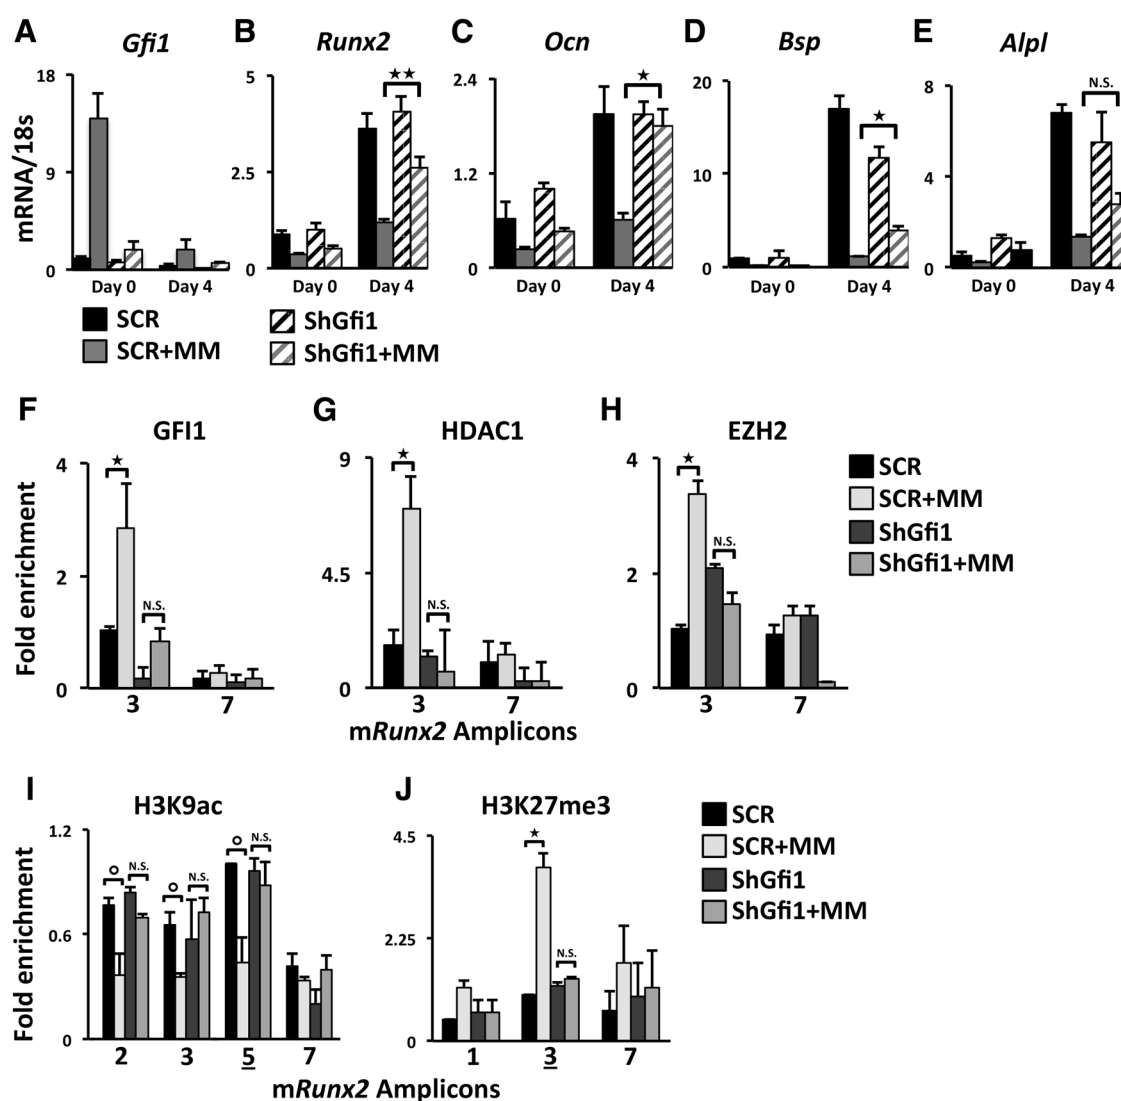 A Gfi1 B Runx2 C Ocn D Bsp E Alpl
mRNA/18s
18
9
0
Day 0 Day 4
5
2.5
0
★★
Day 0 Day 4
2.4
1.2
0
★
Day 0 Day 4
20
10
0
★
Day 0 Day 4
8
4
0
N.S.
Day 0 Day 4
SCR
SCR+MM
ShGfi1
ShGfi1+MM
F GFI1
Fold enrichment
4
2
0
★
N.S.
3 7
G HDAC1
9
4.5
0
★
N.S.
3 7
H EZH2
4
2
0
★
N.S.
3 7
mRunx2 Amplicons
SCR
SCR+MM
ShGfi1
ShGfi1+MM
I H3K9ac
Fold enrichment
1.2
0.6
0
N.S.
N.S.
N.S.
2 3 5 7
J H3K27me3
4.5
2.25
0
★
N.S.
1 3 7
mRunx2 Amplicons
SCR
SCR+MM
ShGfi1
ShGfi1+MM